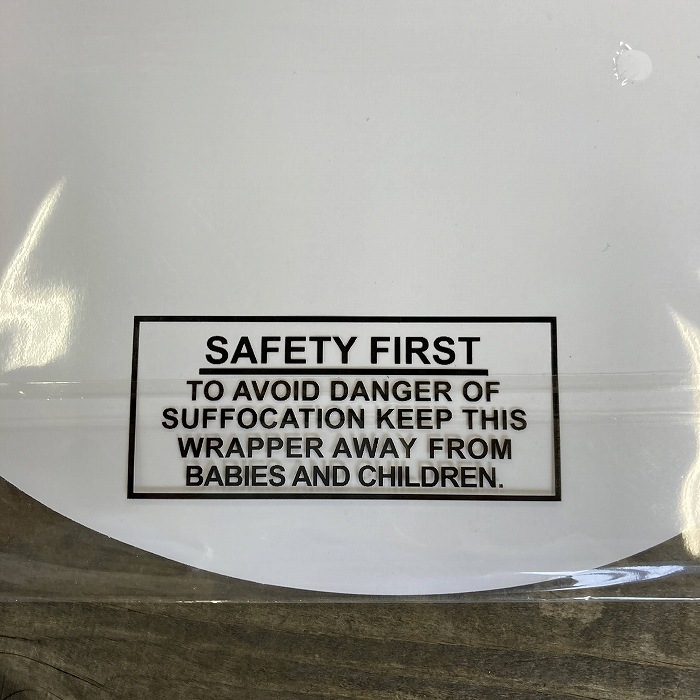 SAFETY FIRST
TO AVOID DANGER OF
SUFFOCATION KEEP THIS
WRAPPER AWAY FROM
BABIES AND CHILDREN.